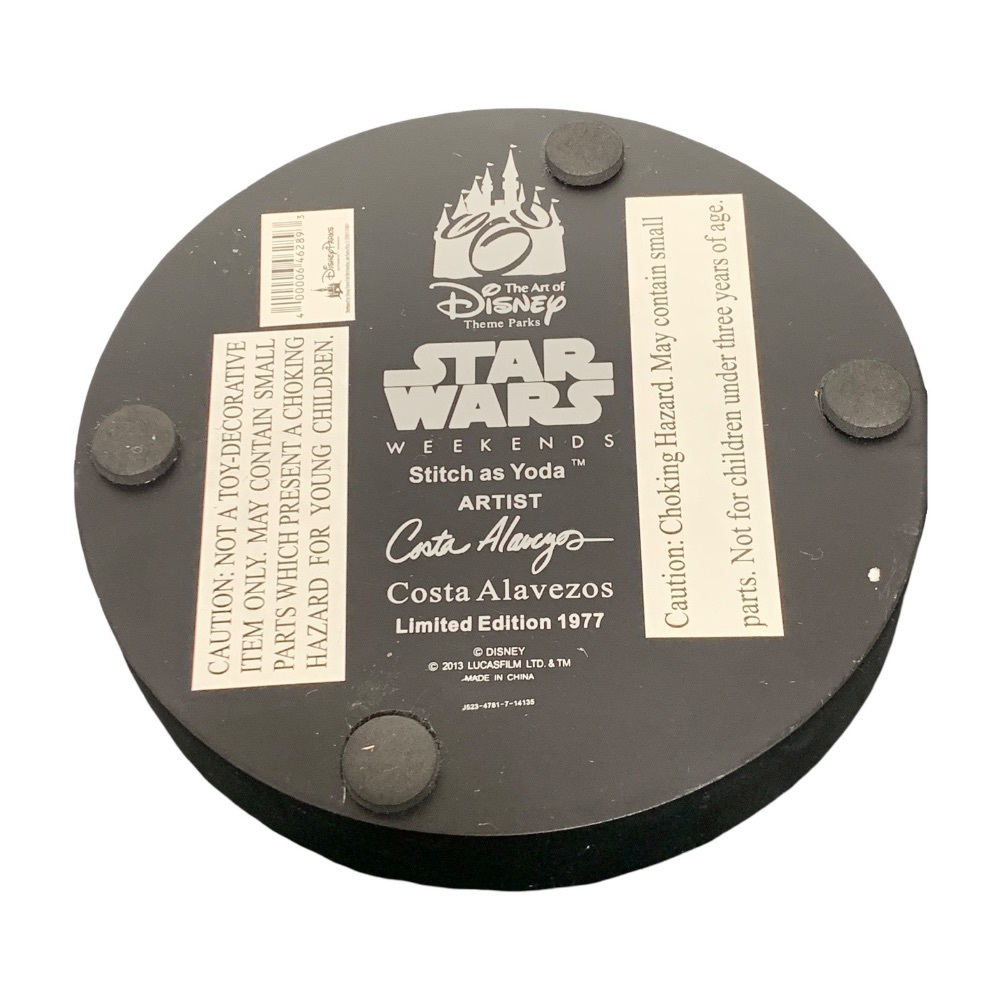 The Art of
Disney
Theme Parks
STAR
WARS
WEEKENDS
Stitch as Yoda™
ARTIST
Costa Alavezos
Costa Alavezos
Limited Edition 1977
© DISNEY
© 2013 LUCASFILM LTD. & TM
MADE IN CHINA
J523-4781-7-14135
4 00006 46289 3
Disney Parks
CAUTION: NOT A TOY-DECORATIVE
ITEM ONLY. MAY CONTAIN SMALL
PARTS WHICH PRESENT A CHOKING
HAZARD FOR YOUNG CHILDREN.
Caution: Choking Hazard. May contain small
parts. Not for children under three years of age.